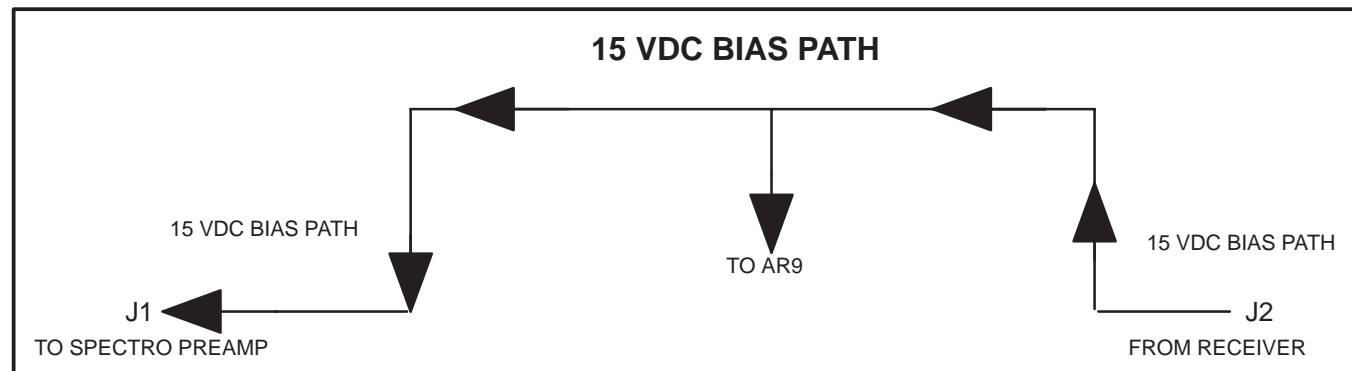 15 VDC BIAS PATH
15 VDC BIAS PATH
15 VDC BIAS PATH
TO AR9
J1
J2
TO SPECTRO PREAMP
FROM RECEIVER